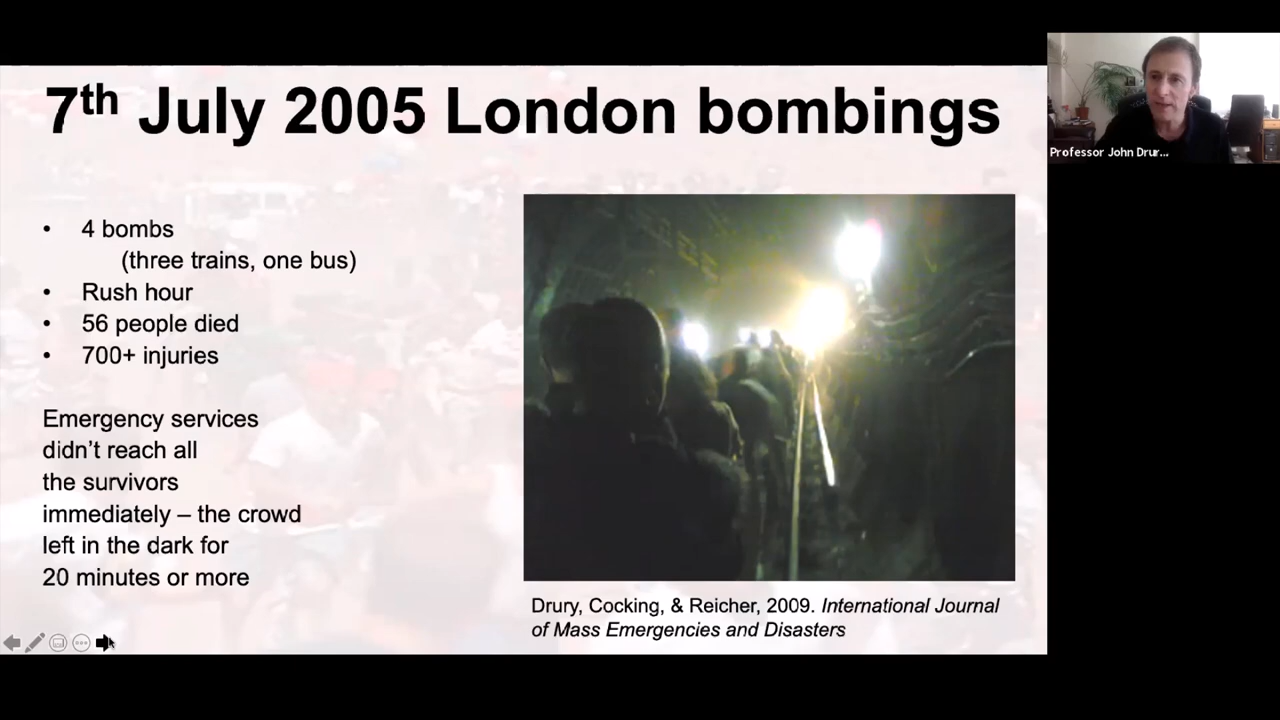 7th July 2005 London bombings
Professor John Drur...
• 4 bombs
(three trains, one bus)
• Rush hour
• 56 people died
• 700+ injuries
Emergency services
didn’t reach all
the survivors
immediately – the crowd
left in the dark for
20 minutes or more
Drury, Cocking, & Reicher, 2009. International Journal
of Mass Emergencies and Disasters